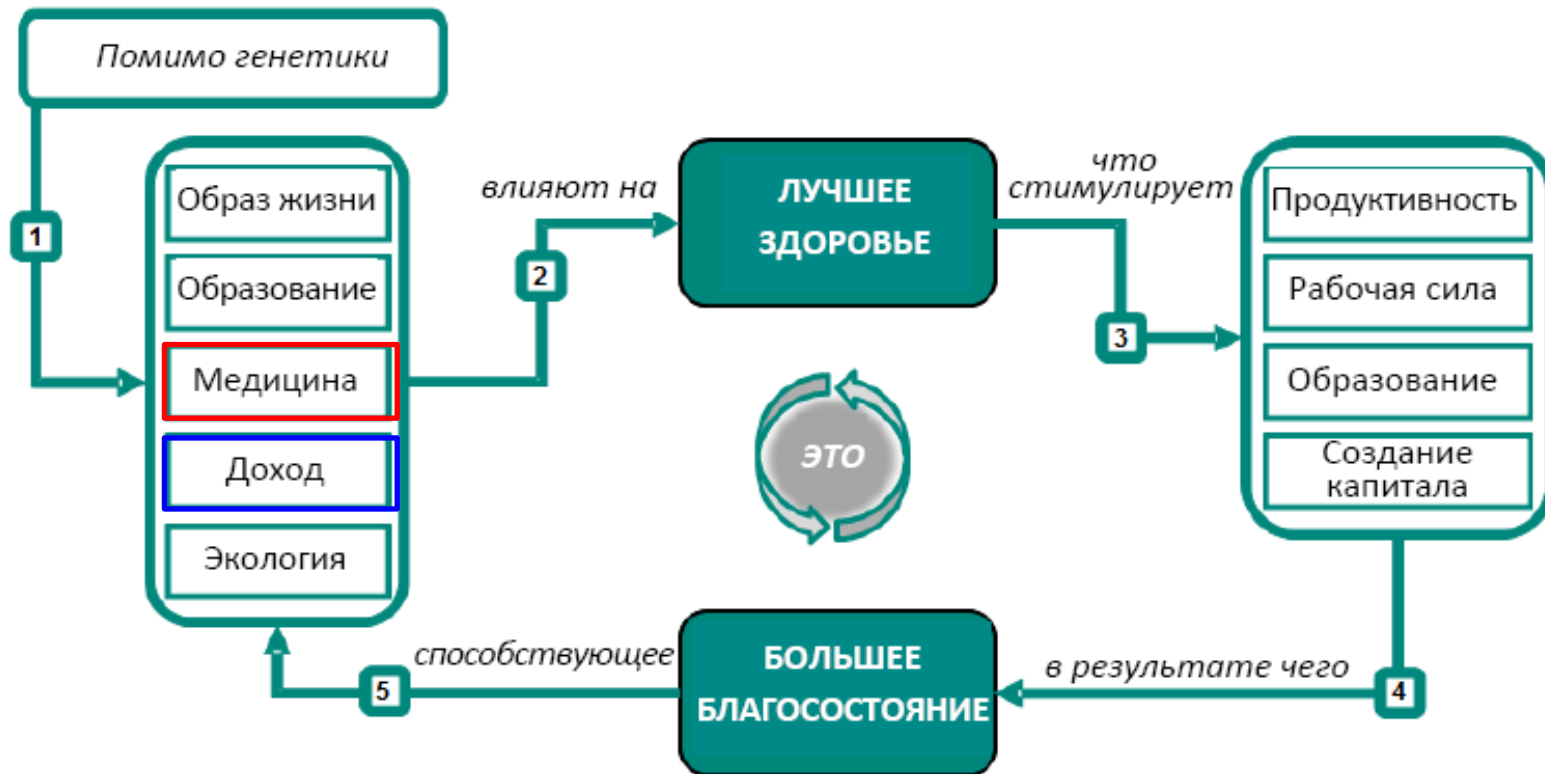 Помимо генетики
1
Образ жизни
Образование
Медицина
Доход
Экология
влияют на
2
ЛУЧШЕЕ
ЗДОРОВЬЕ
что
стимулирует
3
Продуктивность
Рабочая сила
Образование
Создание
капитала
ЭТО
4
в результате чего
БОЛЬШЕЕ
БЛАГОСОСТОЯНИЕ
способствующее
5